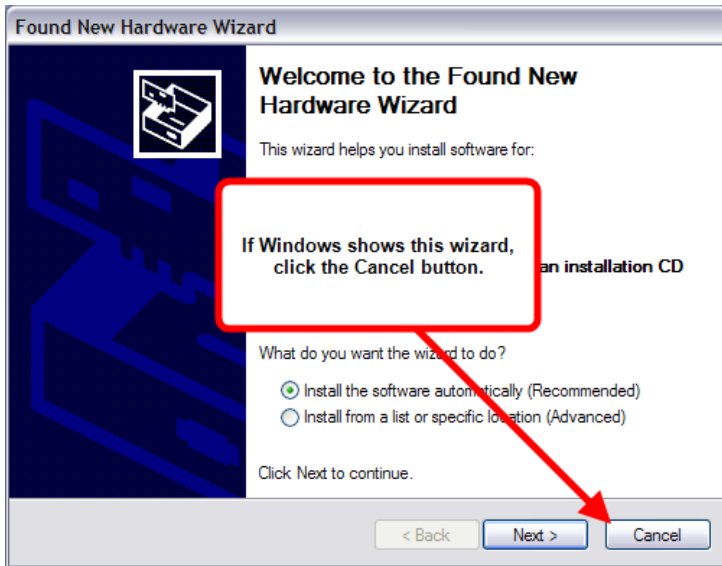 Found New Hardware Wizard
Welcome to the Found New
Hardware Wizard
This wizard helps you install software for:
If Windows shows this wizard,
click the Cancel button.
an installation CD
What do you want the wizard to do?
Install the software automatically (Recommended)
Install from a list or specific location (Advanced)
Click Next to continue.
< Back
Next >
Cancel